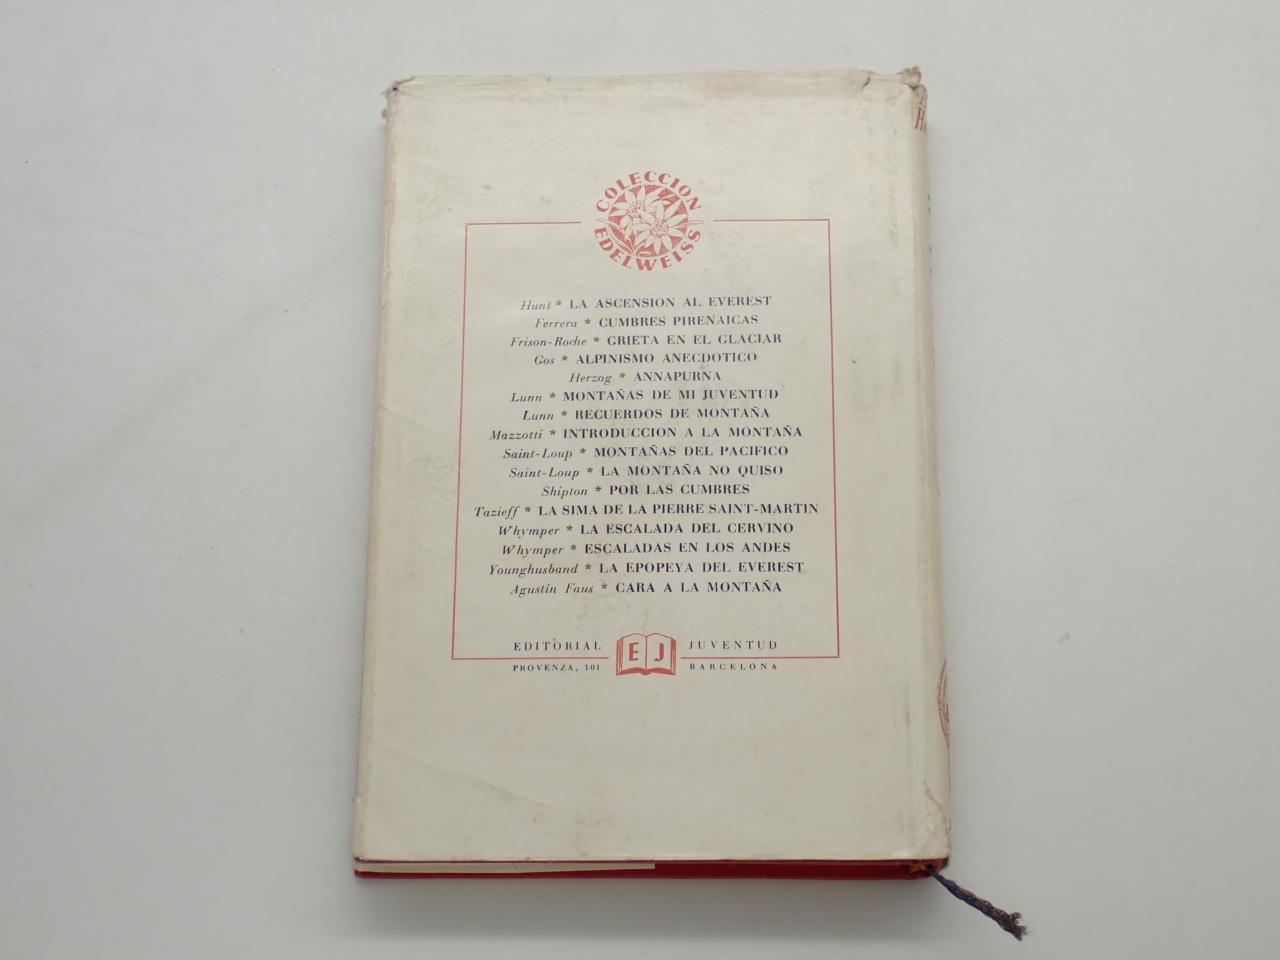 COLECCION
EDELWEISS
Hunt * LA ASCENSION AL EVEREST
Ferrera * CUMBRES PIRENAICAS
Frison-Roche * GRIETA EN EL GLACIAR
Gos * ALPINISMO ANECDOTICO
Herzog * ANNAPURNA
Lunn * MONTAÑAS DE MI JUVENTUD
Lunn * RECUERDOS DE MONTAÑA
Mazzotti * INTRODUCCION A LA MONTAÑA
Saint-Loup * MONTAÑAS DEL PACIFICO
Saint-Loup * LA MONTAÑA NO QUISO
Shipton * POR LAS CUMBRES
Tazieff * LA SIMA DE LA PIERRE SAINT-MARTIN
Whymper * LA ESCALADA DEL CERVINO
Whymper * ESCALADAS EN LOS ANDES
Younghusband * LA EPOPEYA DEL EVEREST
Agustín Faus * CARA A LA MONTAÑA
EDITORIAL EJ JUVENTUD
PROVENZA, 101 BARCELONA